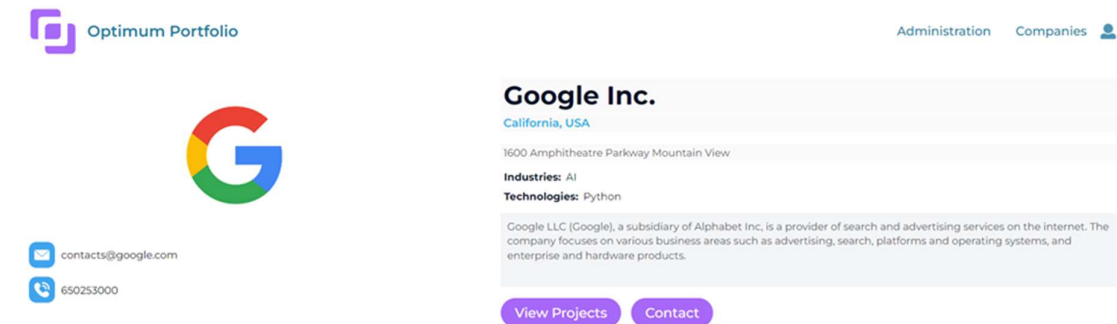 Optimum Portfolio
Administration Companies
Google Inc.
California, USA
1600 Amphitheatre Parkway Mountain View
Industries: AI
Technologies: Python
Google LLC (Google), a subsidiary of Alphabet Inc, is a provider of search and advertising services on the internet. The
company focuses on various business areas such as advertising, search, platforms and operating systems, and
enterprise and hardware products.
contacts@google.com
650253000
View Projects Contact